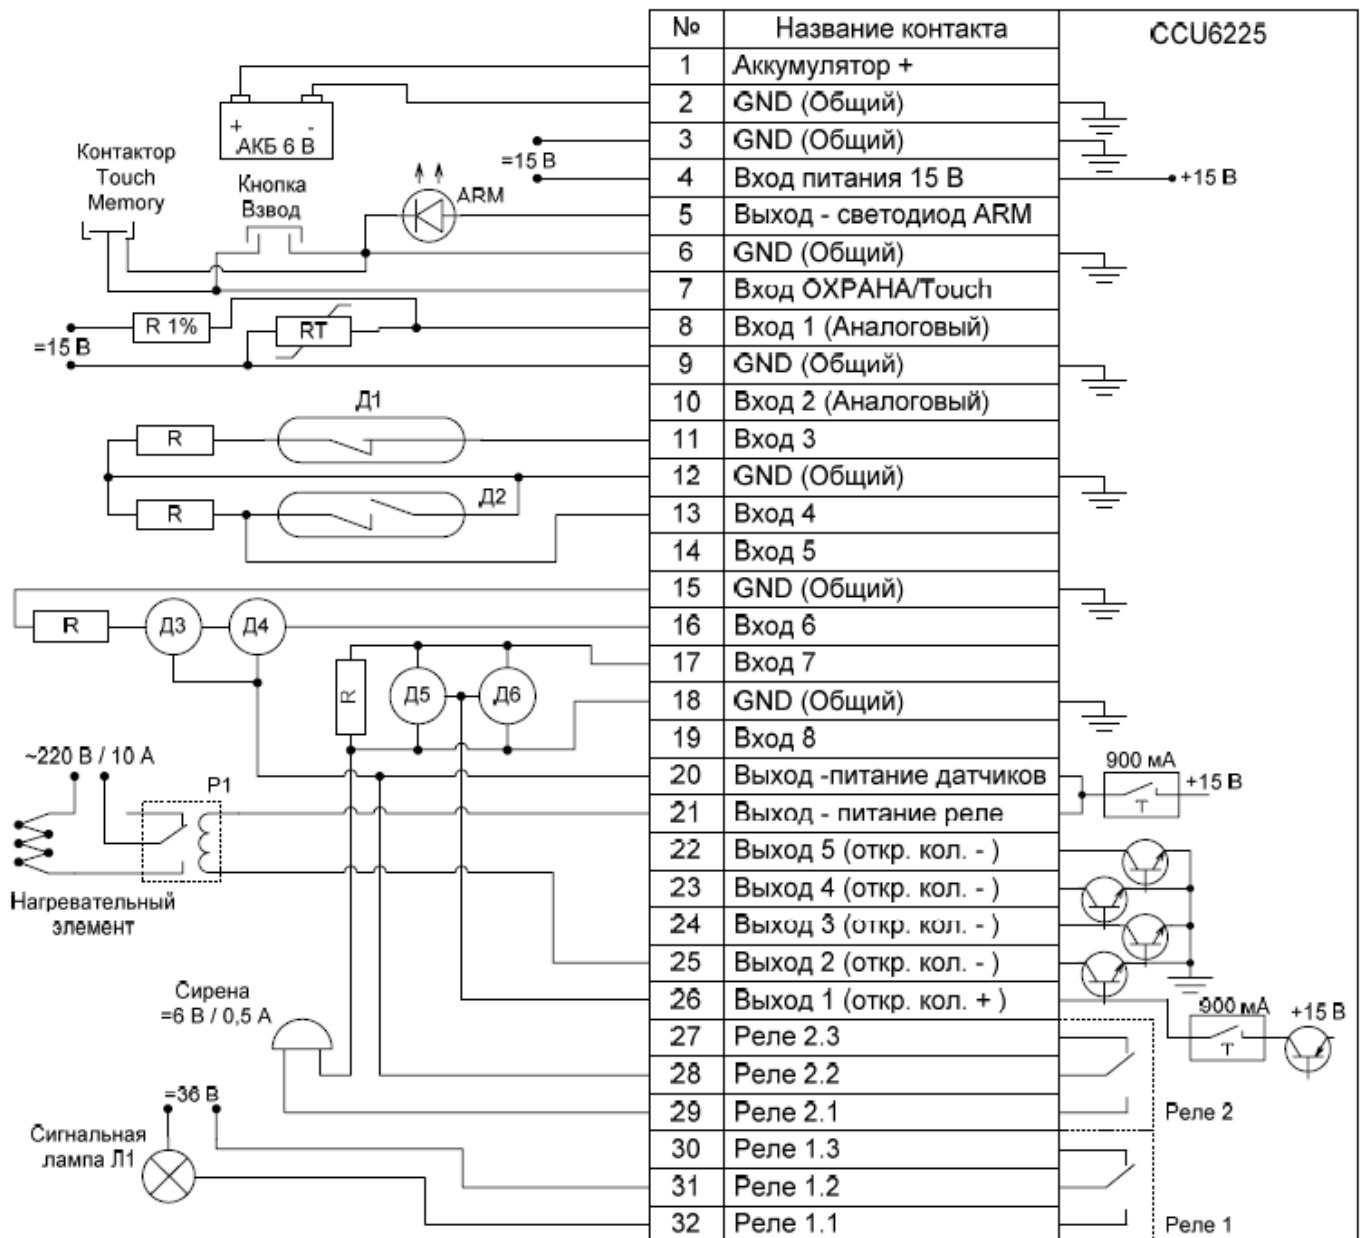 № Название контакта CCU6225
1 Аккумулятор +
2 GND (Общий)
3 GND (Общий)
4 Вход питания 15 В
5 Выход - светодиод ARM
6 GND (Общий)
7 Вход ОХРАНА/Touch
8 Вход 1 (Аналоговый)
9 GND (Общий)
10 Вход 2 (Аналоговый)
11 Вход 3
12 GND (Общий)
13 Вход 4
14 Вход 5
15 GND (Общий)
16 Вход 6
17 Вход 7
18 GND (Общий)
19 Вход 8
20 Выход -питание датчиков
21 Выход - питание реле
22 Выход 5 (откр. кол. - )
23 Выход 4 (откр. кол. - )
24 Выход 3 (откр. кол. - )
25 Выход 2 (откр. кол. - )
26 Выход 1 (откр. кол. + )
27 Реле 2.3
28 Реле 2.2
29 Реле 2.1
30 Реле 1.3
31 Реле 1.2
32 Реле 1.1
+ -
АКБ 6 В
=15 В
Контактор
Touch
Memory
Кнопка
Взвод
ARM
R 1%
RT
=15 В
Д1
R
Д2
R
R
Д3
Д4
R
Д5
Д6
~220 В / 10 А
P1
Нагревательный
элемент
Сирена
=6 В / 0,5 А
=36 В
Сигнальная
лампа Л1
+15 В
900 мА
+15 В
T
900 мА
+15 В
T
Реле 2
Реле 1